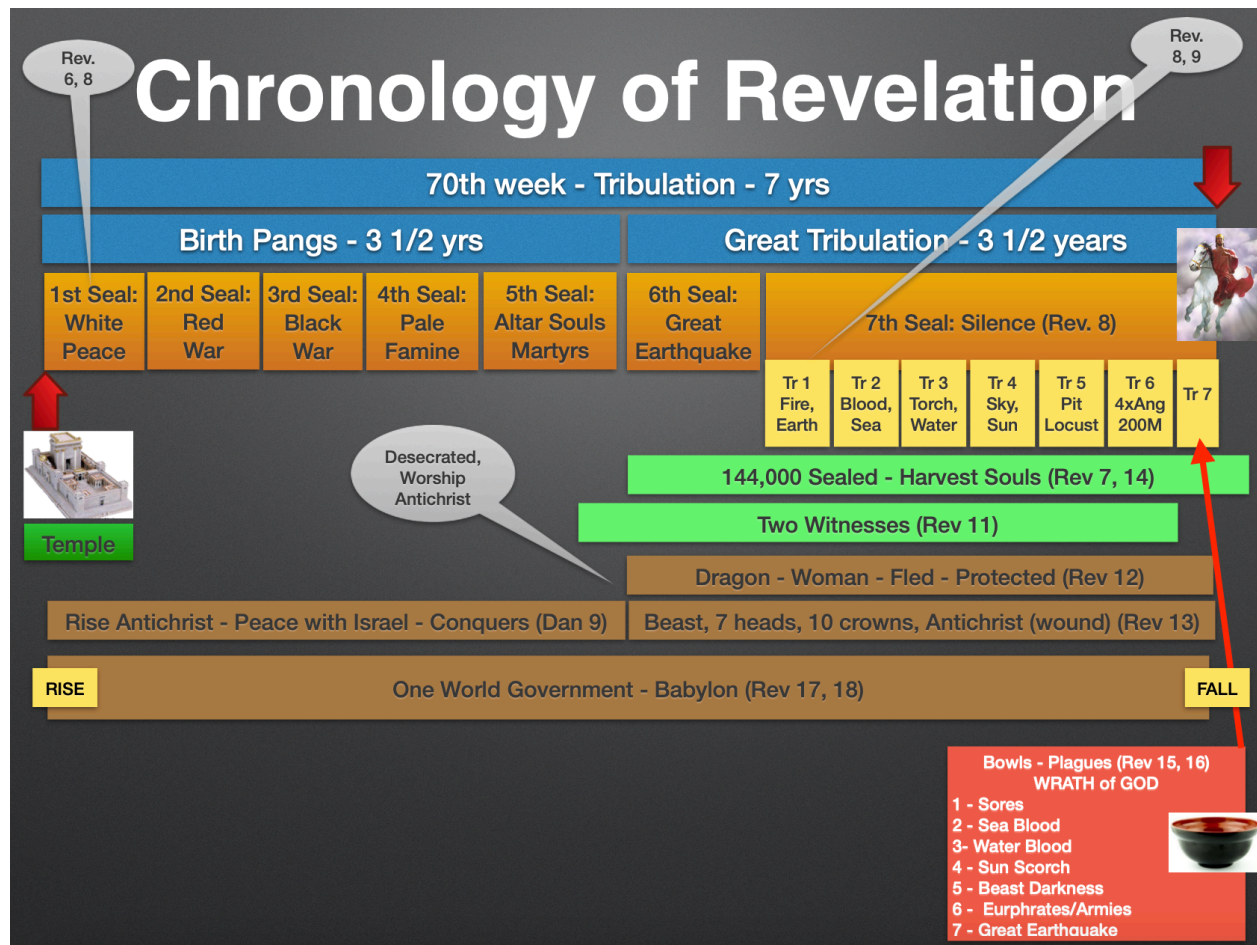 Rev.
6, 8
Rev.
8, 9
Chronology of Revelation
70th week - Tribulation - 7 yrs
Birth Pangs - 3 1/2 yrs
Great Tribulation - 3 1/2 years
1st Seal:
White
Peace
2nd Seal:
Red
War
3rd Seal:
Black
War
4th Seal:
Pale
Famine
5th Seal:
Altar Souls
Martyrs
6th Seal:
Great
Earthquake
7th Seal: Silence (Rev. 8)
Tr 1
Fire,
Earth
Tr 2
Blood,
Sea
Tr 3
Torch,
Water
Tr 4
Sky,
Sun
Tr 5
Pit
Locust
Tr 6
4xAng
200M
Tr 7
Temple
Desecrated,
Worship
Antichrist
144,000 Sealed - Harvest Souls (Rev 7, 14)
Two Witnesses (Rev 11)
Dragon - Woman - Fled - Protected (Rev 12)
Rise Antichrist - Peace with Israel - Conquers (Dan 9)
Beast, 7 heads, 10 crowns, Antichrist (wound) (Rev 13)
RISE
One World Government - Babylon (Rev 17, 18)
FALL
Bowls - Plagues (Rev 15, 16)
WRATH of GOD
1 - Sores
2 - Sea Blood
3- Water Blood
4 - Sun Scorch
5 - Beast Darkness
6 - Eurphrates/Armies
7 - Great Earthquake